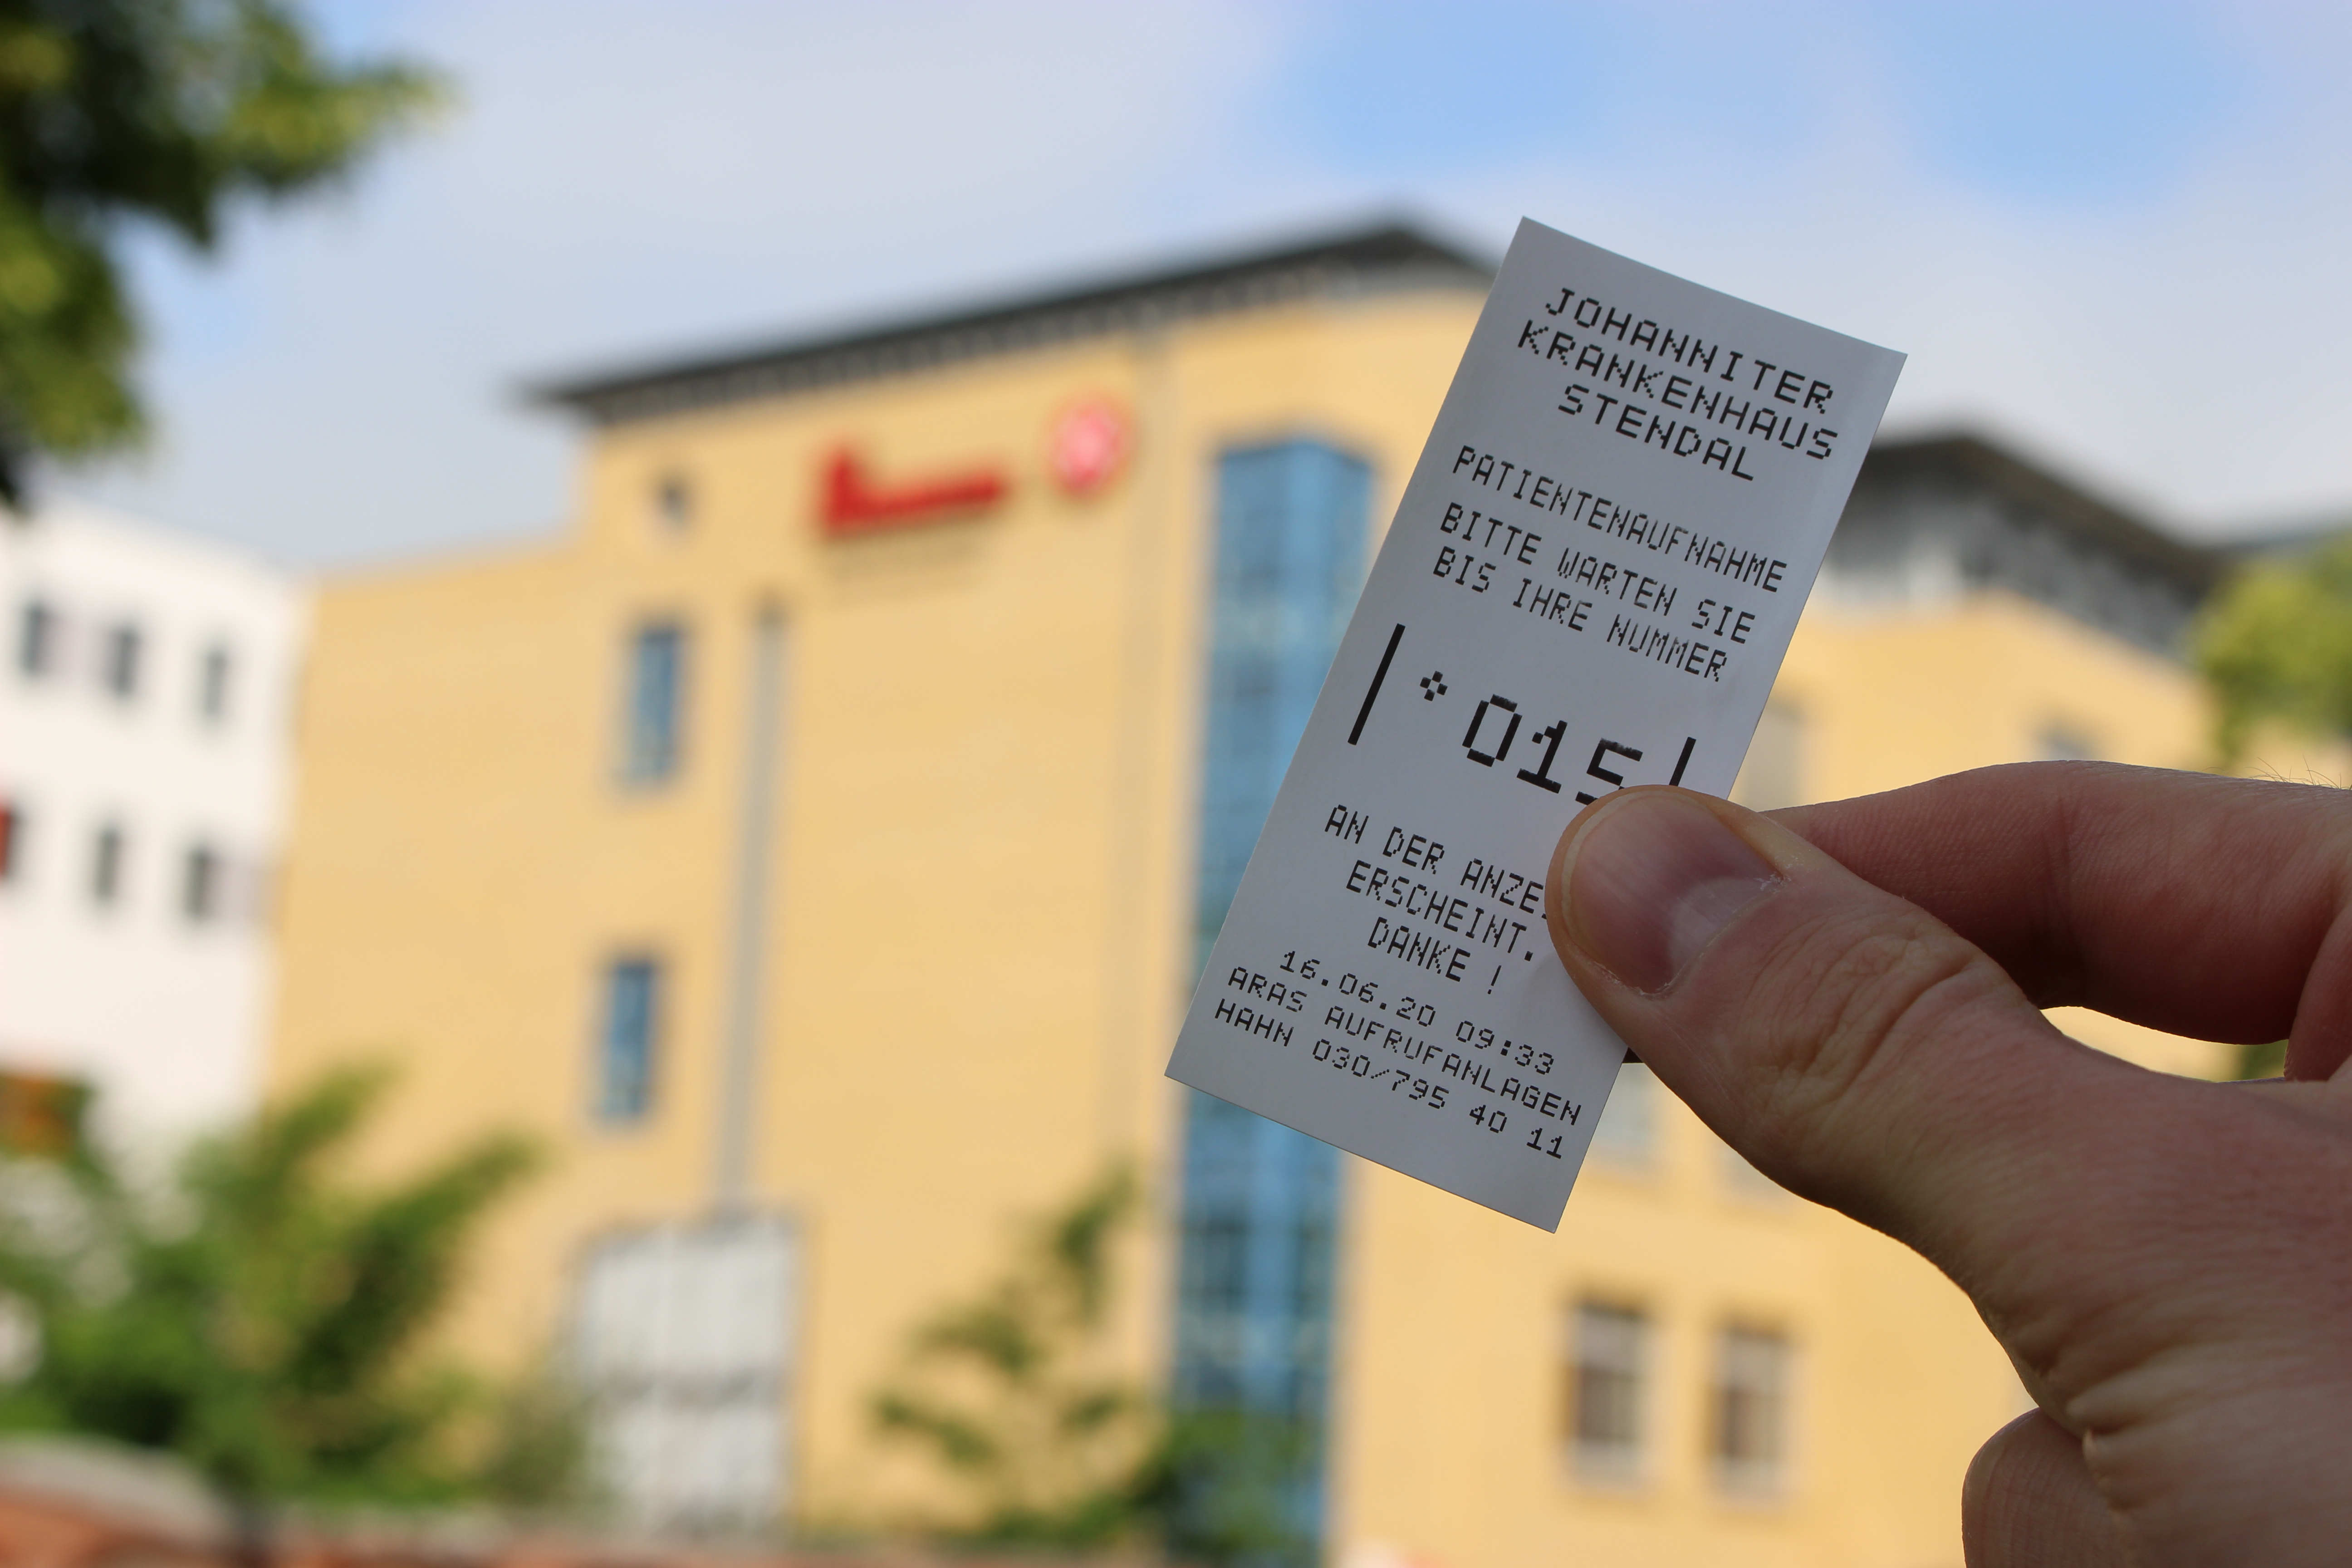 JOHANNITER
KRANKENHAUS
STENDAL
PATIENTENAUFNAHME
BITTE WARTEN SIE
BIS IHRE NUMMER
015
AN DER
ERSCHEINT.
DANKE !
16.06.20 09:33
ARAS AUFRUFANLAGEN
HAHN 030/795 40 11